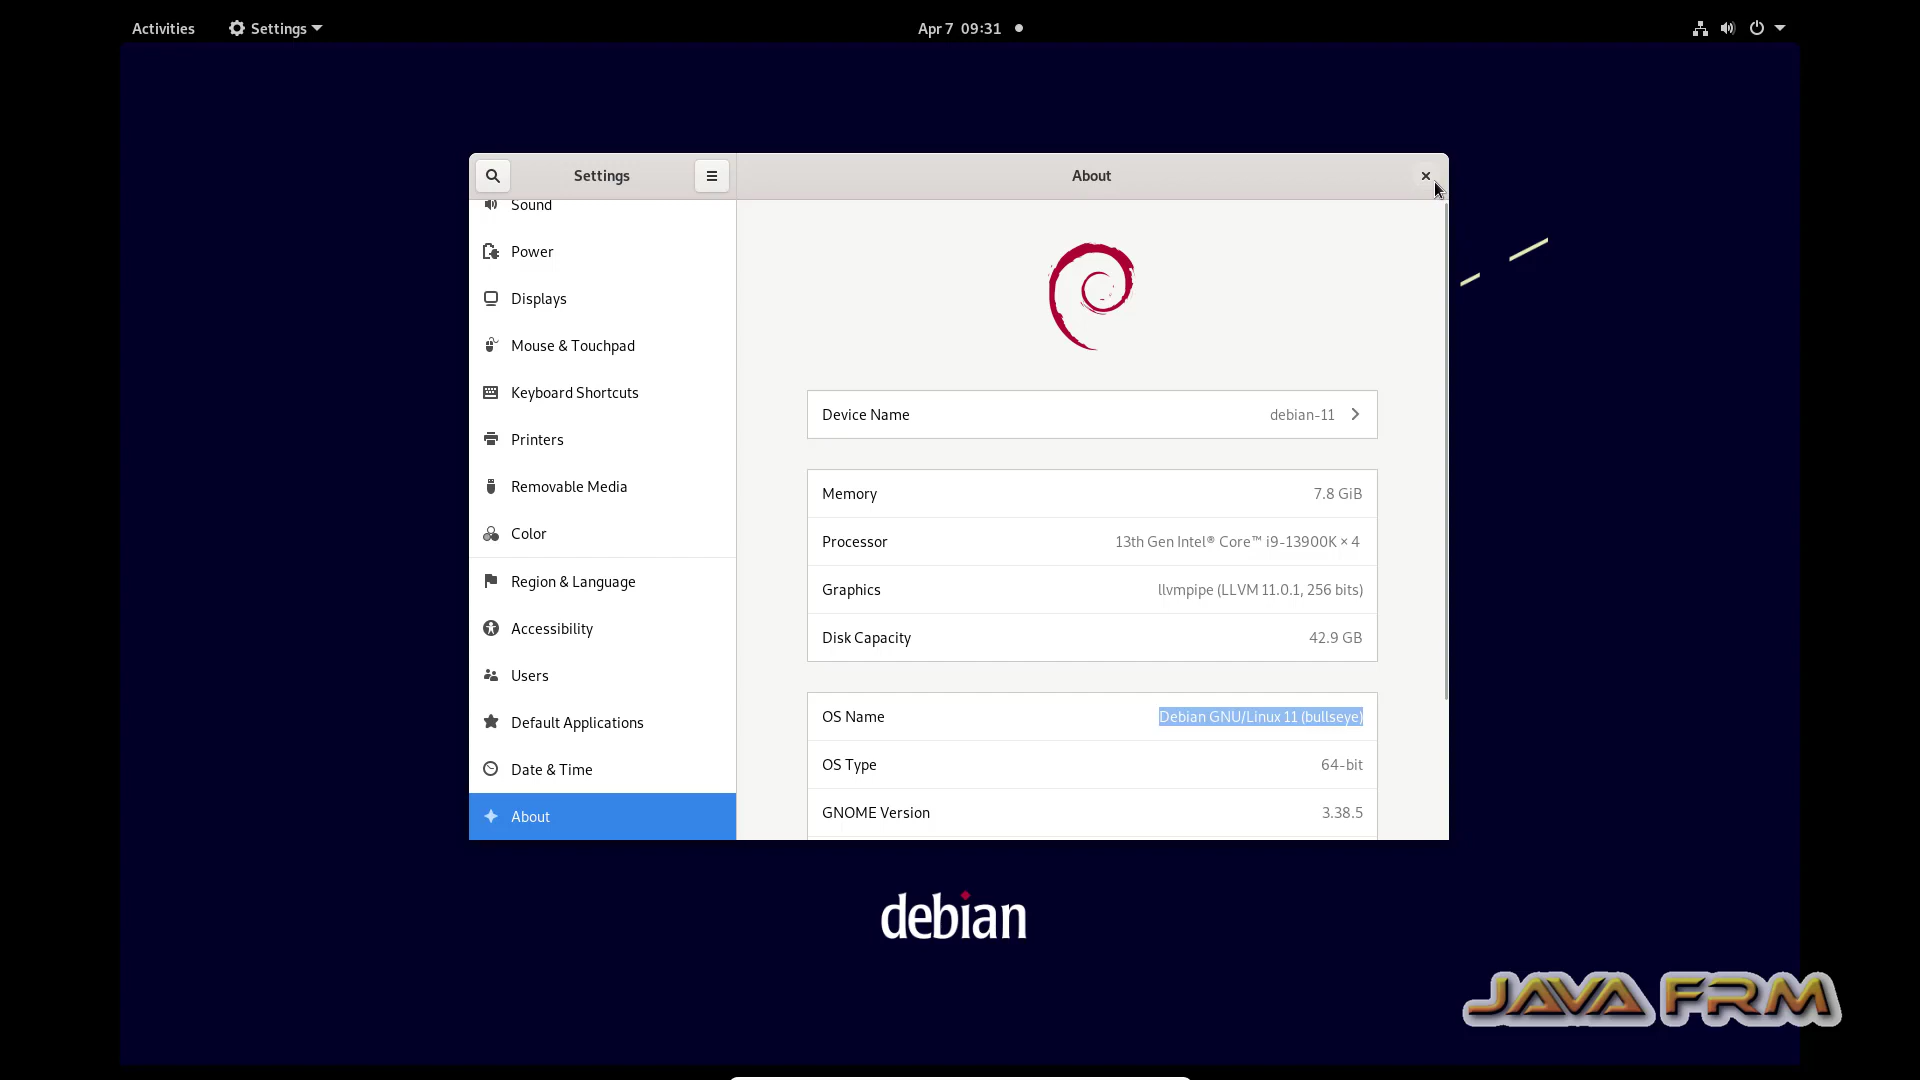 Activities
Settings
Apr 7 09:31
Settings
About
Sound
Power
Displays
Mouse & Touchpad
Keyboard Shortcuts
Printers
Removable Media
Color
Region & Language
Accessibility
Users
Default Applications
Date & Time
About
Device Name debian-11
Memory 7.8 GiB
Processor 13th Gen Intel® Core™ i9-13900K × 4
Graphics llvmpipe (LLVM 11.0.1, 256 bits)
Disk Capacity 42.9 GB
OS Name Debian GNU/Linux 11 (bullseye)
OS Type 64-bit
GNOME Version 3.38.5
debian
JAVA FRM